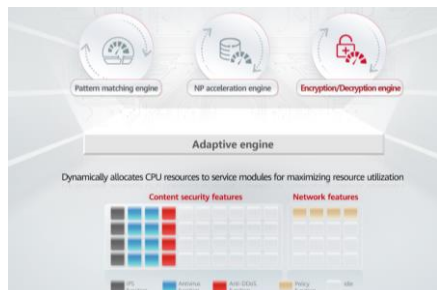 Pattern matching engine
NP acceleration engine
Encryption/Decryption engine
Adaptive engine
Dynamically allocates CPU resources to service modules for maximizing resource utilization
Content security features
Network features
IPS
Antivirus
Anti-DDoS
Policy
Idle